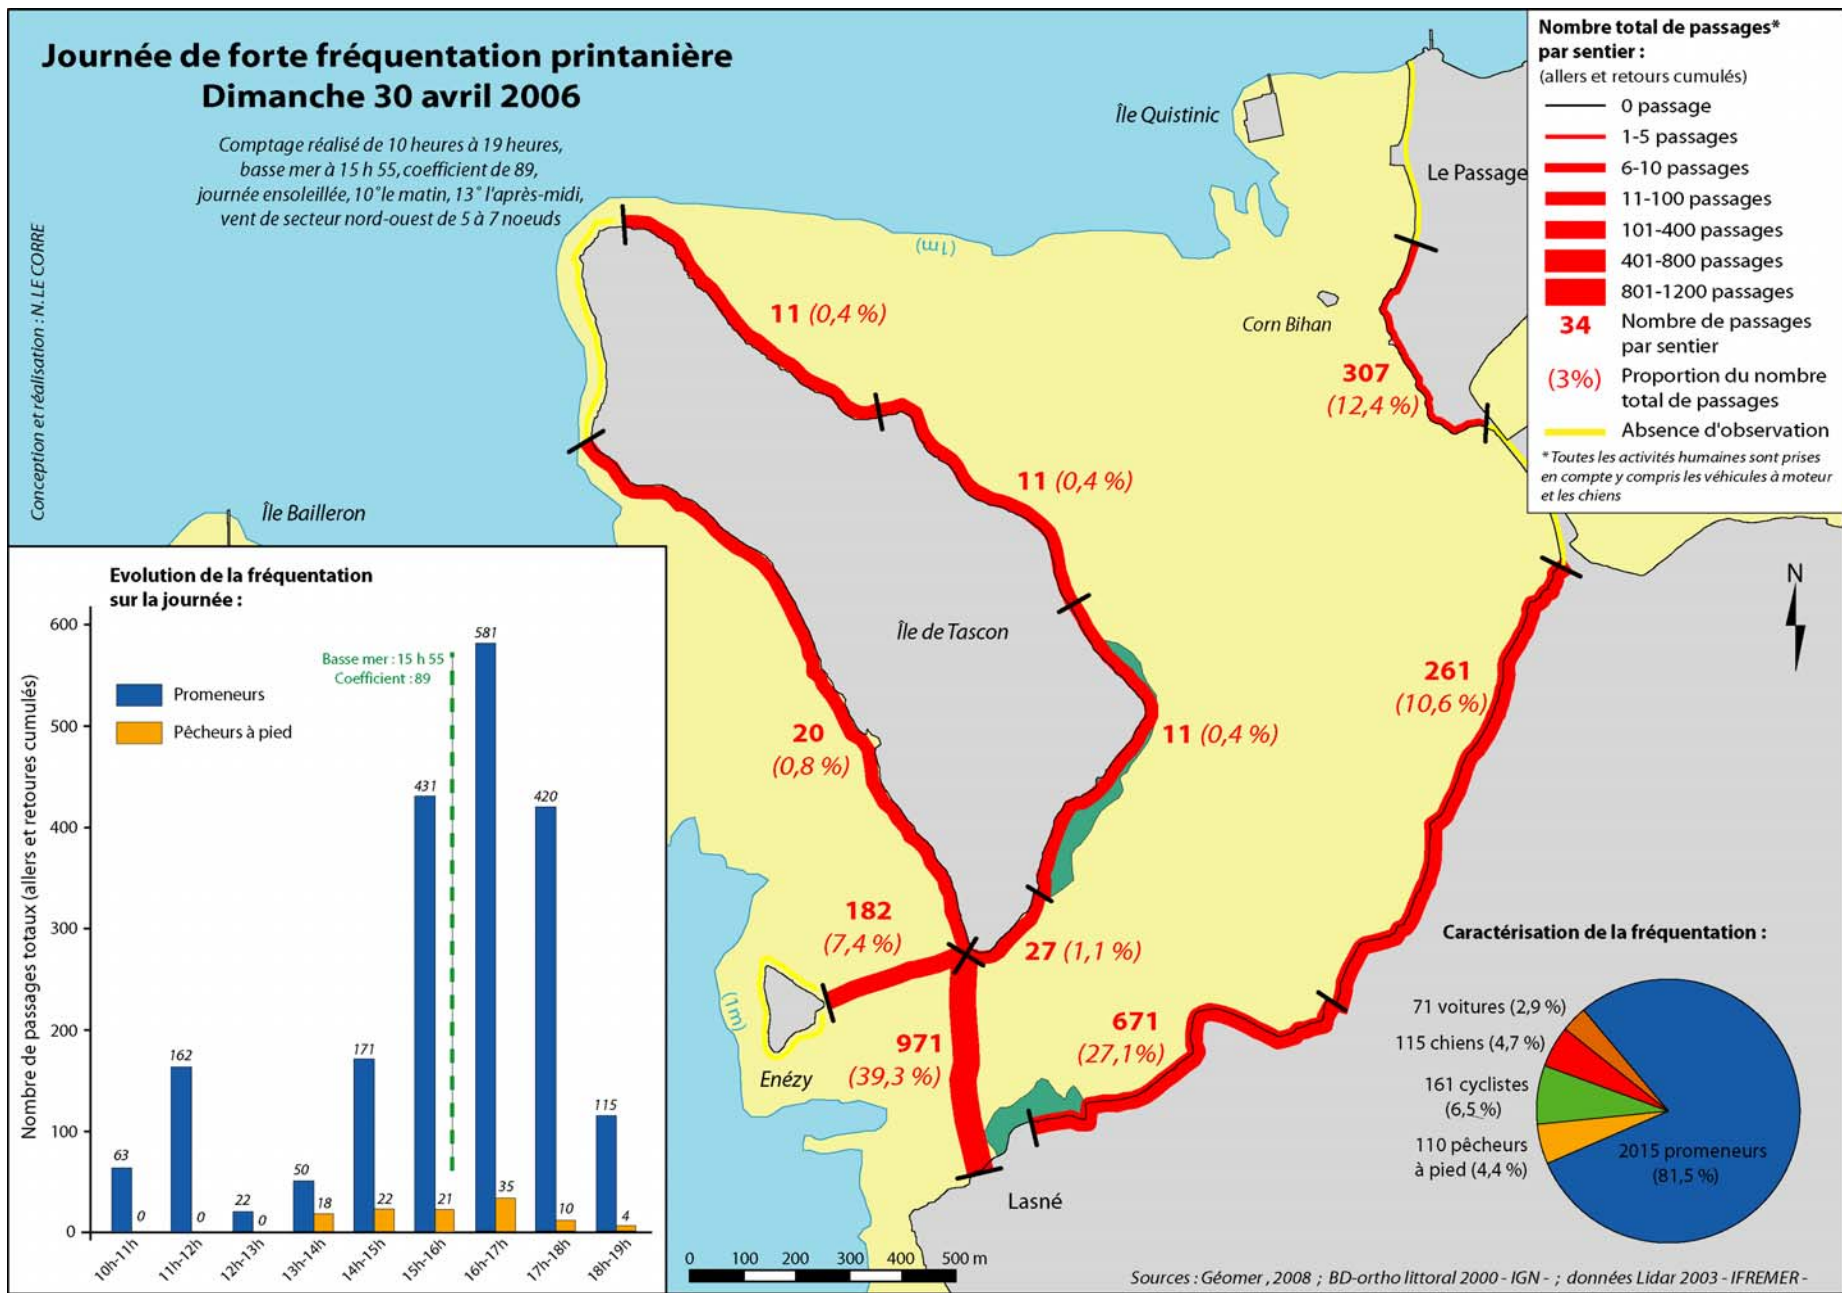 Journée de forte fréquentation printanière
Dimanche 30 avril 2006
Comptage réalisé de 10 heures à 19 heures,
basse mer à 15 h 55, coefficient de 89,
journée ensoleillée, 10° le matin, 13° l'après-midi,
vent de secteur nord-ouest de 5 à 7 noeuds
Conception et réalisation : N. LE CORRE
Île Quistinic
Le Passage
(1m)
Corn Bihan
11 (0,4 %)
307
(12,4 %)
11 (0,4 %)
Île Bailleron
Île de Tascon
261
(10,6 %)
20
(0,8 %)
11 (0,4 %)
182
(7,4 %)
27 (1,1 %)
(1m)
971
(39,3 %)
671
(27,1%)
Enézy
Lasné
N
0 100 200 300 400 500 m
Nombre total de passages*
par sentier :
(allers et retours cumulés)
0 passage
1-5 passages
6-10 passages
11-100 passages
101-400 passages
401-800 passages
801-1200 passages
34 Nombre de passages
par sentier
(3%) Proportion du nombre
total de passages
Absence d'observation
* Toutes les activités humaines sont prises
en compte y compris les véhicules à moteur
et les chiens
Evolution de la fréquentation
sur la journée :
Nombre de passages totaux (allers et retoures cumulés)
Promeneurs
Pêcheurs à pied
Basse mer : 15 h 55
Coefficient : 89
600
500
400
300
200
100
0
63 0 162 0 22 0 50 18 171 22 431 21 581 35 420 10 115 4
10h-11h 11h-12h 12h-13h 13h-14h 14h-15h 15h-16h 16h-17h 17h-18h 18h-19h
Caractérisation de la fréquentation :
71 voitures (2,9 %)
115 chiens (4,7 %)
161 cyclistes
(6,5 %)
110 pêcheurs
à pied (4,4 %)
2015 promeneurs
(81,5 %)
Sources : Géomer , 2008 ; BD-ortho littoral 2000 - IGN - ; données Lidar 2003 - IFREMER -